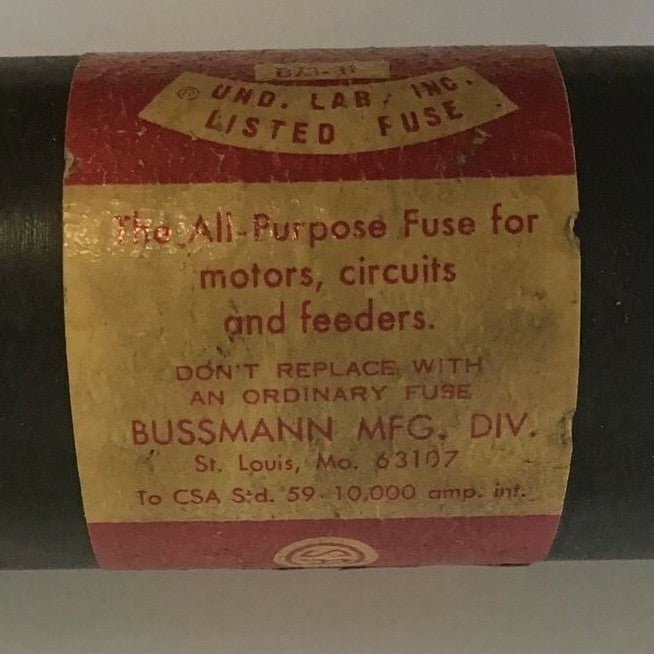 ® UND. LAB. INC.
LISTED FUSE
The All-Purpose Fuse for
motors, circuits
and feeders.
DON'T REPLACE WITH
AN ORDINARY FUSE
BUSSMANN MFG. DIV.
St. Louis, Mo. 63107
To CSA Std. 59-10,000 amp. int.